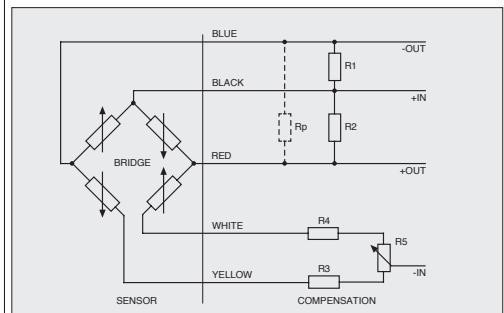 BLUE
-OUT
R1
BLACK
+IN
Rp
R2
BRIDGE
RED
+OUT
WHITE
R4
R5
-IN
YELLOW
R3
SENSOR
COMPENSATION